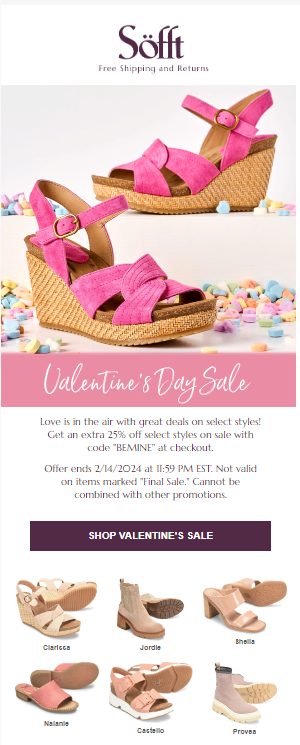 Söfft
Free Shipping and Returns
Valentine's Day Sale
Love is in the air with great deals on select styles!
Get an extra 25% off select styles on sale with
code "BEMINE" at checkout.
Offer ends 2/14/2024 at 11:59 PM EST. Not valid
on items marked "Final Sale." Cannot be
combined with other promotions.
SHOP VALENTINE'S SALE
Clarissa
Jordie
Sheila
Nalanie
Castello
Provea